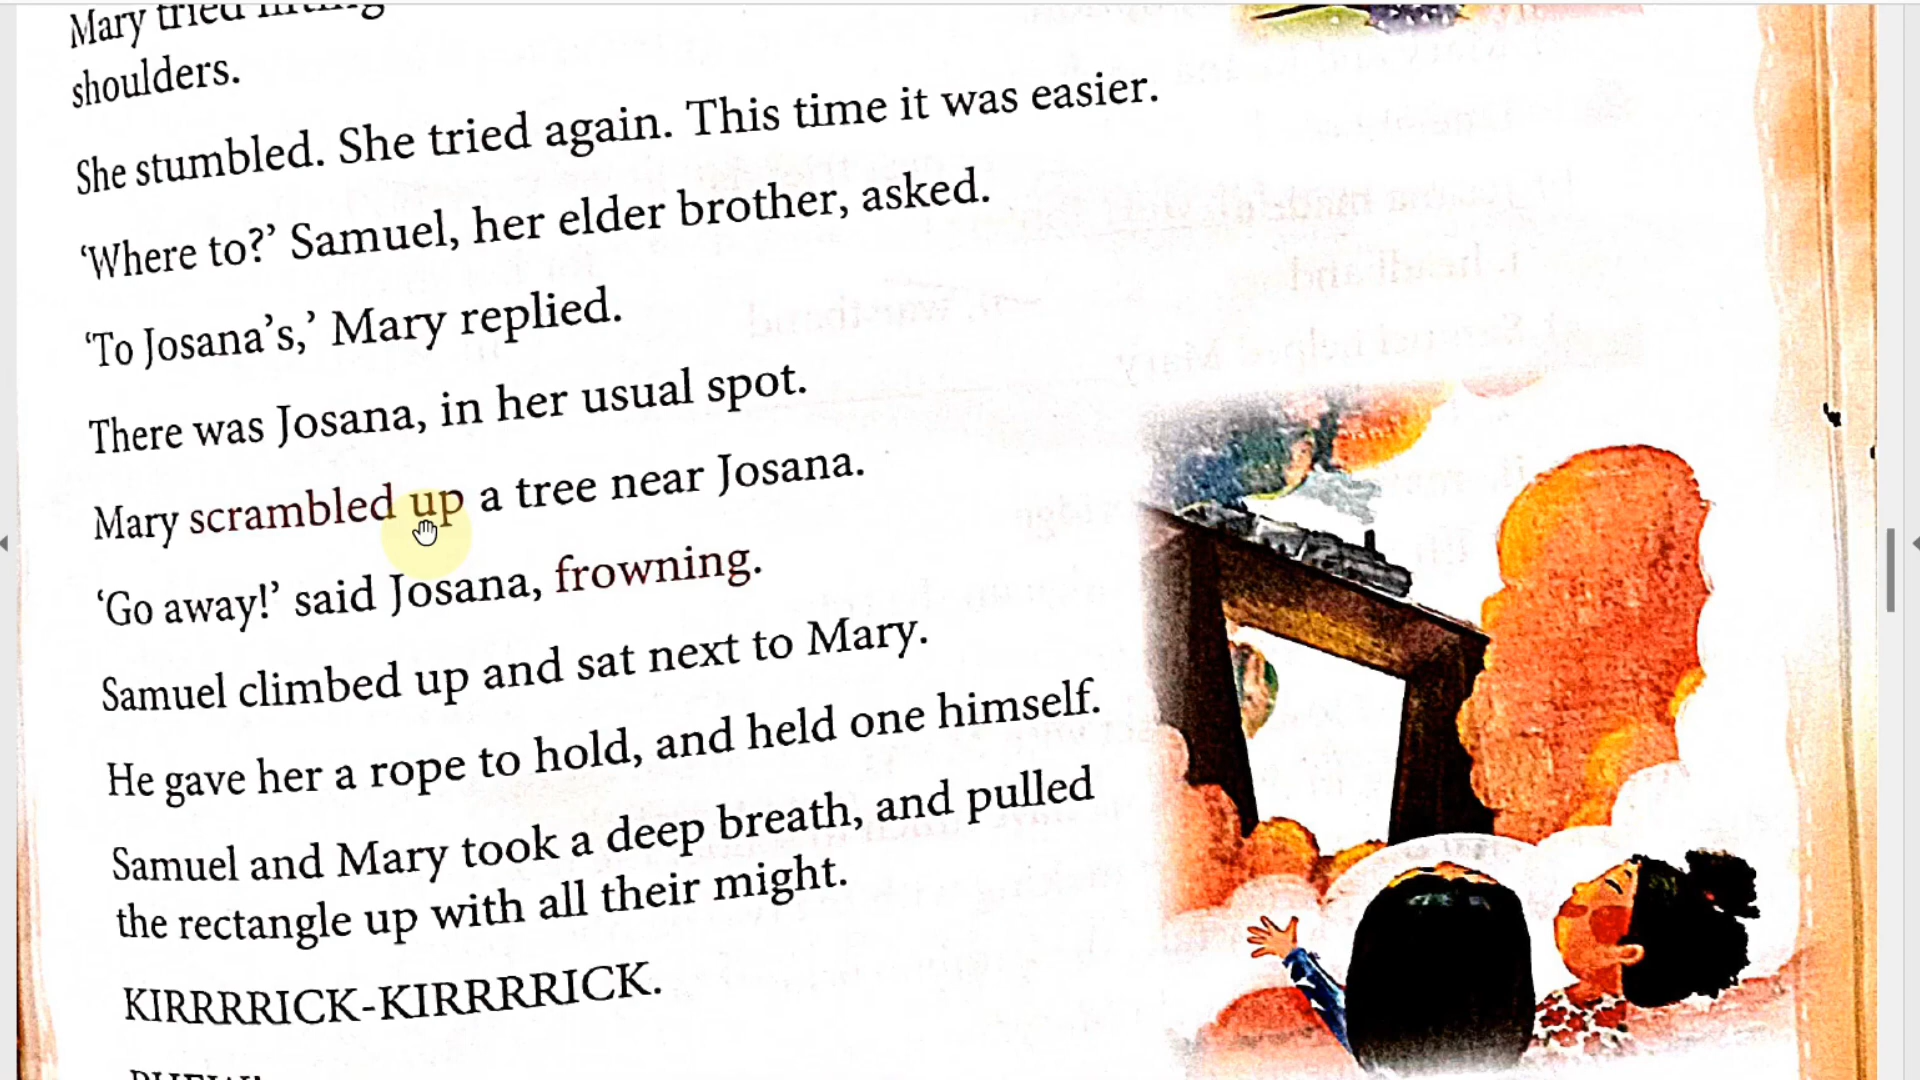 Mary tried lifting
shoulders.
She stumbled. She tried again. This time it was easier.
‘Where to?’ Samuel, her elder brother, asked.
‘To Josana’s,’ Mary replied.
There was Josana, in her usual spot.
Mary scrambled up a tree near Josana.
‘Go away!’ said Josana, frowning.
Samuel climbed up and sat next to Mary.
He gave her a rope to hold, and held one himself.
Samuel and Mary took a deep breath, and pulled
the rectangle up with all their might.
KIRRRRICK-KIRRRRICK.